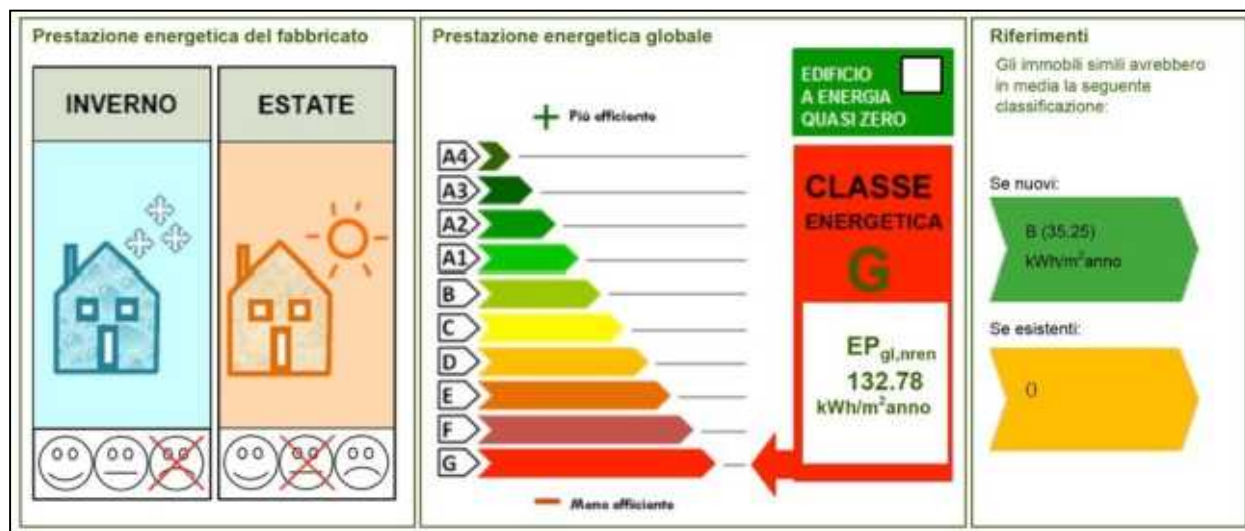 Prestazione energetica del fabbricato
INVERNO
ESTATE
Prestazione energetica globale
Più efficiente
A4
A3
A2
A1
B
C
D
E
F
G
Meno efficiente
EDIFICIO
A ENERGIA
QUASI ZERO
CLASSE
ENERGETICA
G
EPgl,nren
132.78
kWh/m²anno
Riferimenti
Gli immobili simili avrebbero
in media la seguente
classificazione:
Se nuovi:
B (35.25)
kWh/m²anno
Se esistenti:
()